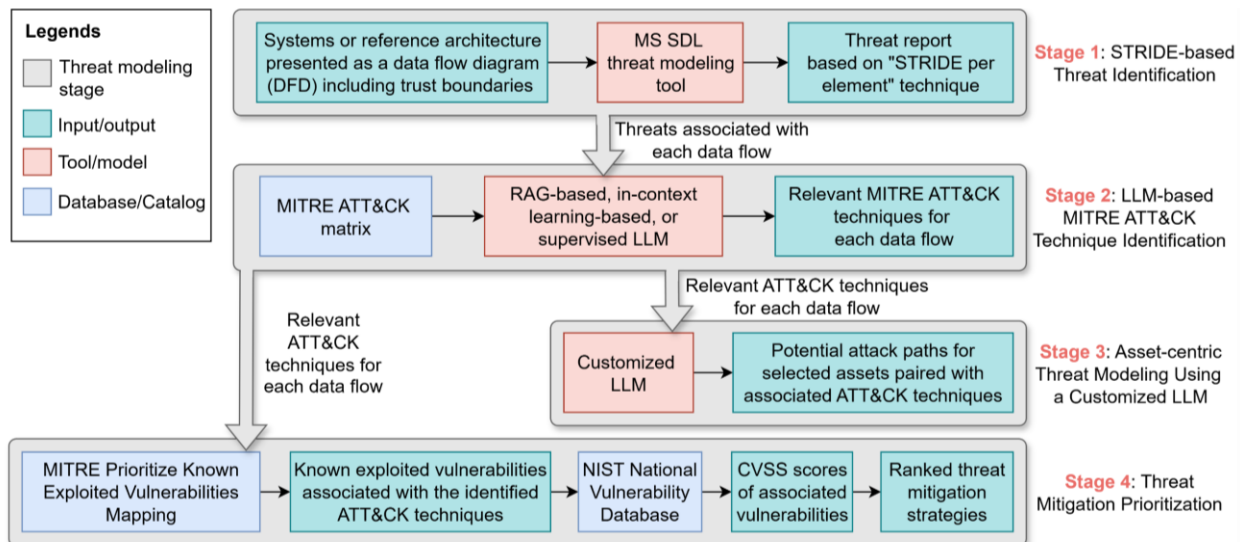 Legends
Threat modeling
stage
Input/output
Tool/model
Database/Catalog
Systems or reference architecture
presented as a data flow diagram
(DFD) including trust boundaries
MS SDL
threat modeling
tool
Threat report
based on "STRIDE per
element" technique
Stage 1: STRIDE-based
Threat Identification
Threats associated with
each data flow
MITRE ATT&CK
matrix
RAG-based, in-context
learning-based, or
supervised LLM
Relevant MITRE ATT&CK
techniques for
each data flow
Stage 2: LLM-based
MITRE ATT&CK
Technique Identification
Relevant ATT&CK techniques
for each data flow
Relevant
ATT&CK
techniques for
each data flow
Customized
LLM
Potential attack paths for
selected assets paired with
associated ATT&CK techniques
Stage 3: Asset-centric
Threat Modeling Using
a Customized LLM
MITRE Prioritize Known
Exploited Vulnerabilities
Mapping
Known exploited vulnerabilities
associated with the identified
ATT&CK techniques
NIST National
Vulnerability
Database
CVSS scores
of associated
vulnerabilities
Ranked threat
mitigation
strategies
Stage 4: Threat
Mitigation Prioritization